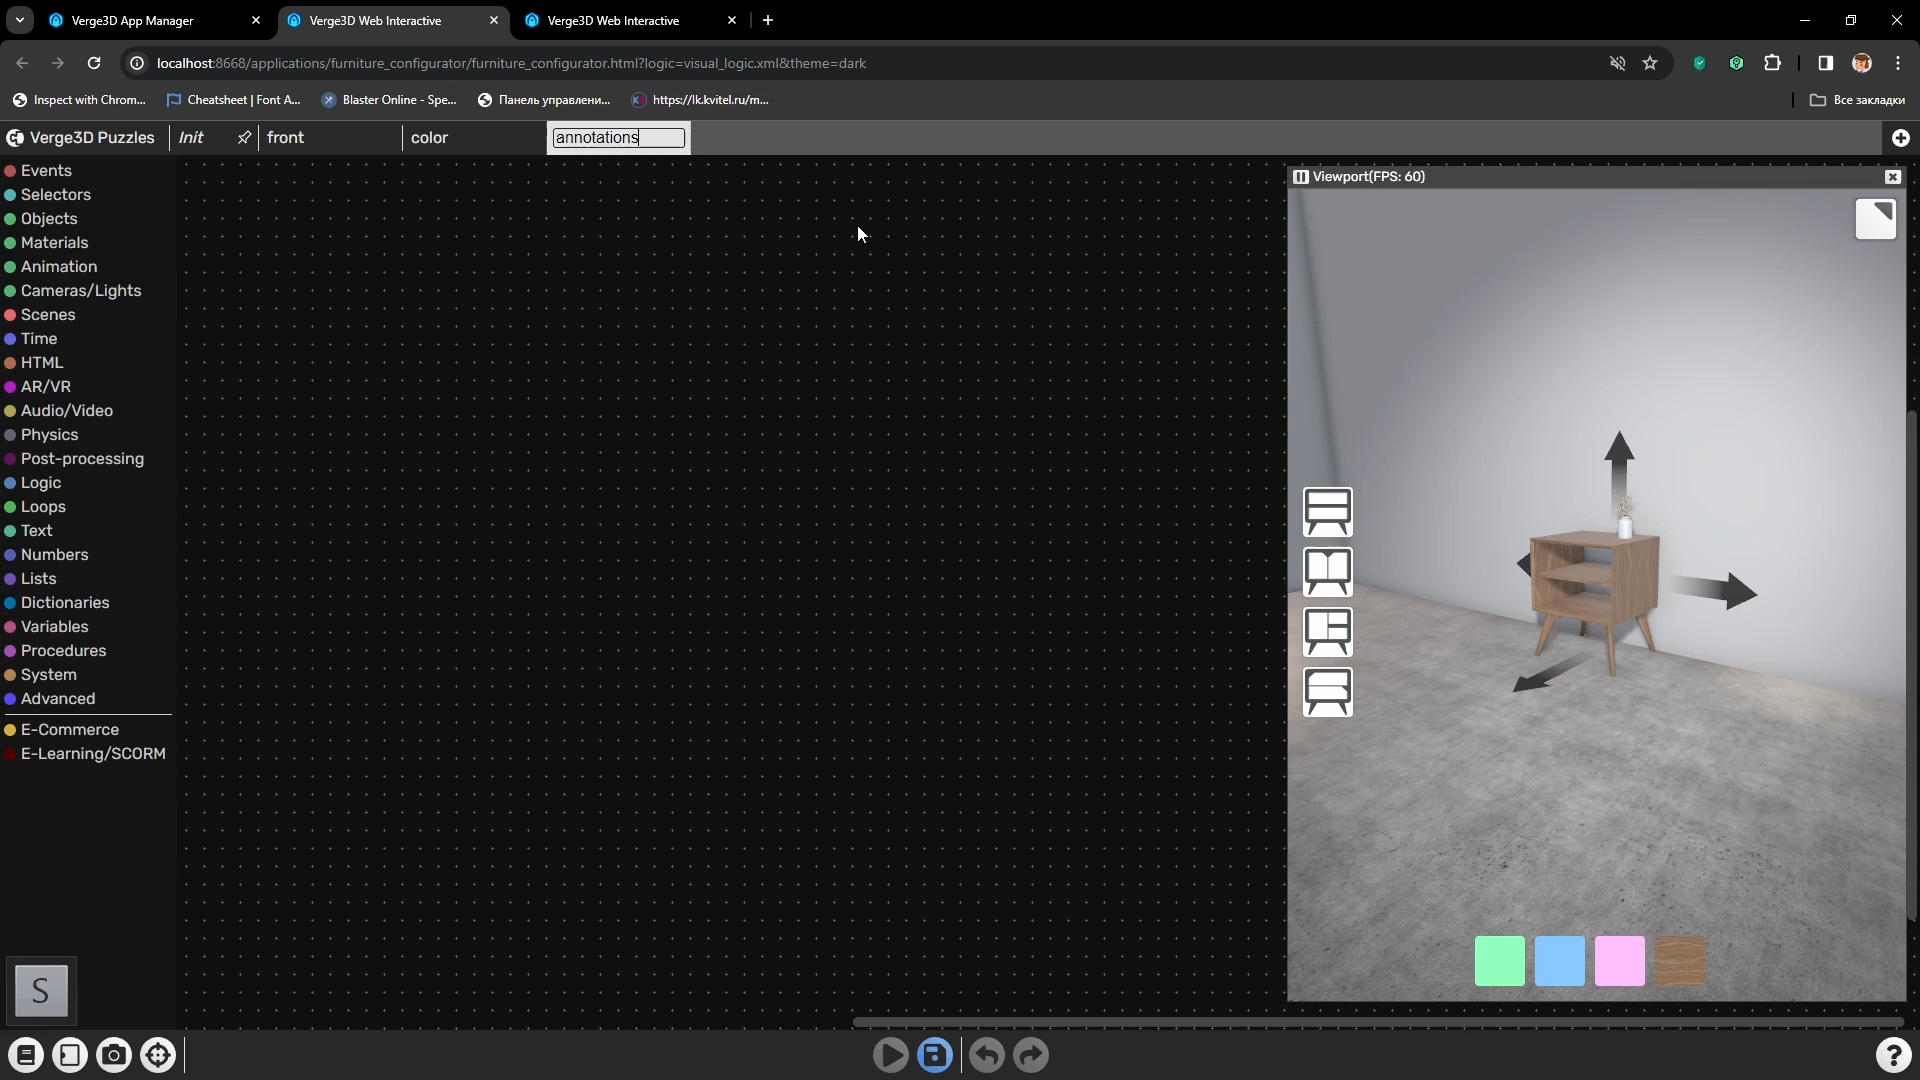 Verge3D App Manager
Verge3D Web Interactive
Verge3D Web Interactive
localhost:8668/applications/furniture_configurator/furniture_configurator.html?logic=visual_logic.xml&theme=dark
Inspect with Chrom...
Cheatsheet | Font A...
Blaster Online - Spe...
Панель управлени...
https://lk.kvitel.ru/m...
Все закладки
Verge3D Puzzles
Init
front
color
annotations
Events
Selectors
Objects
Materials
Animation
Cameras/Lights
Scenes
Time
HTML
AR/VR
Audio/Video
Physics
Post-processing
Logic
Loops
Text
Numbers
Lists
Dictionaries
Variables
Procedures
System
Advanced
E-Commerce
E-Learning/SCORM
Viewport(FPS: 60)
S